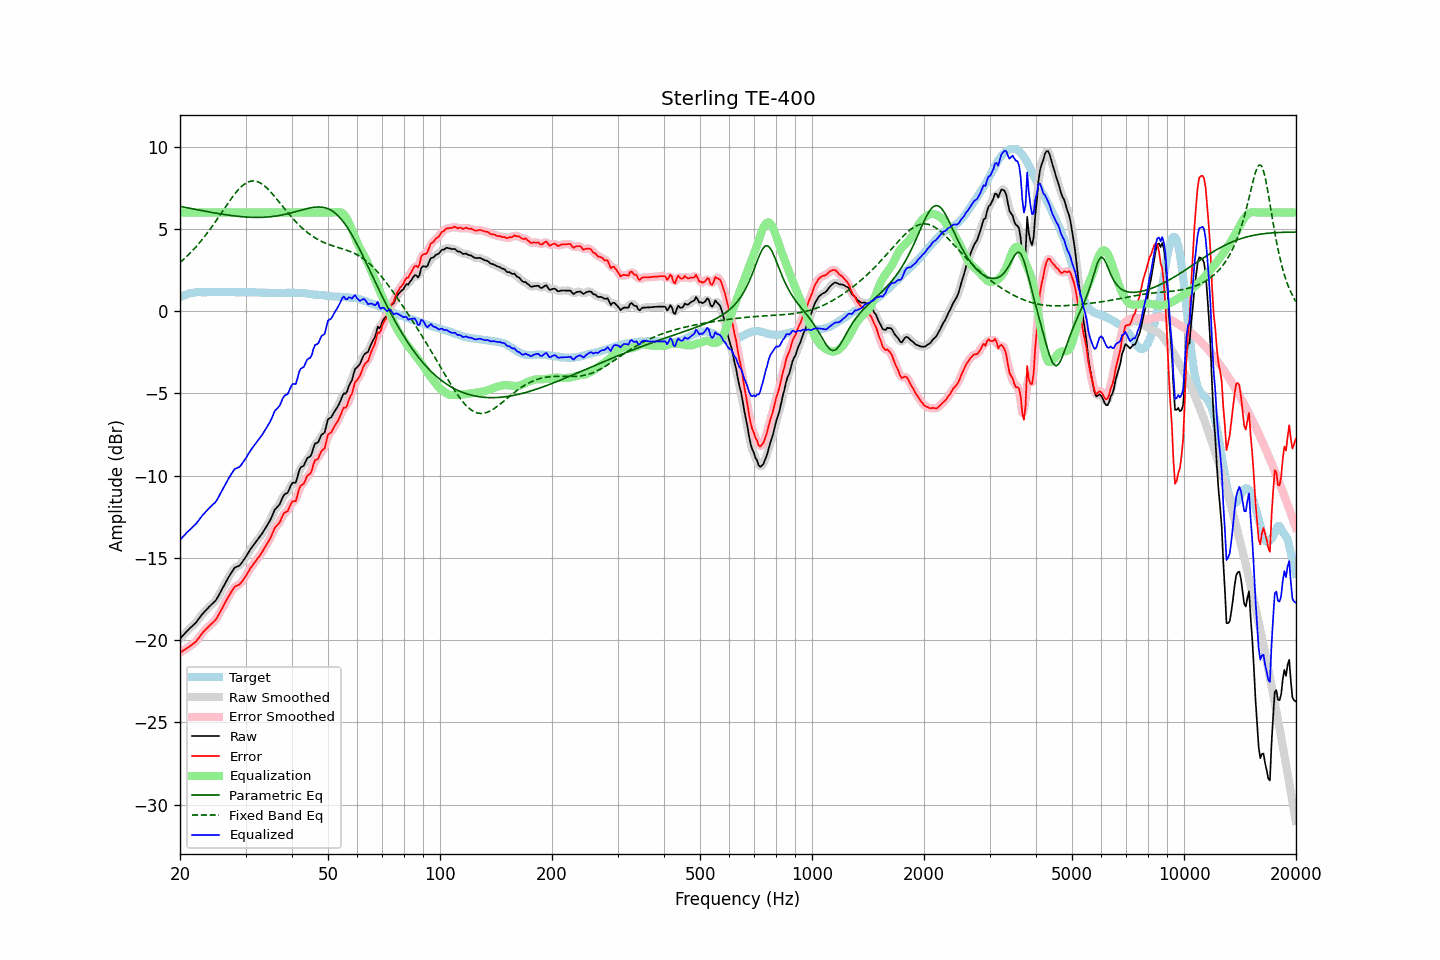 Sterling TE-400
10
5
0
−5
−10
−15
−20
−25
−30
Amplitude (dBr)
Target
Raw Smoothed
Error Smoothed
Raw
Error
Equalization
Parametric Eq
Fixed Band Eq
Equalized
20 50 100 200 500 1000 2000 5000 10000 20000
Frequency (Hz)